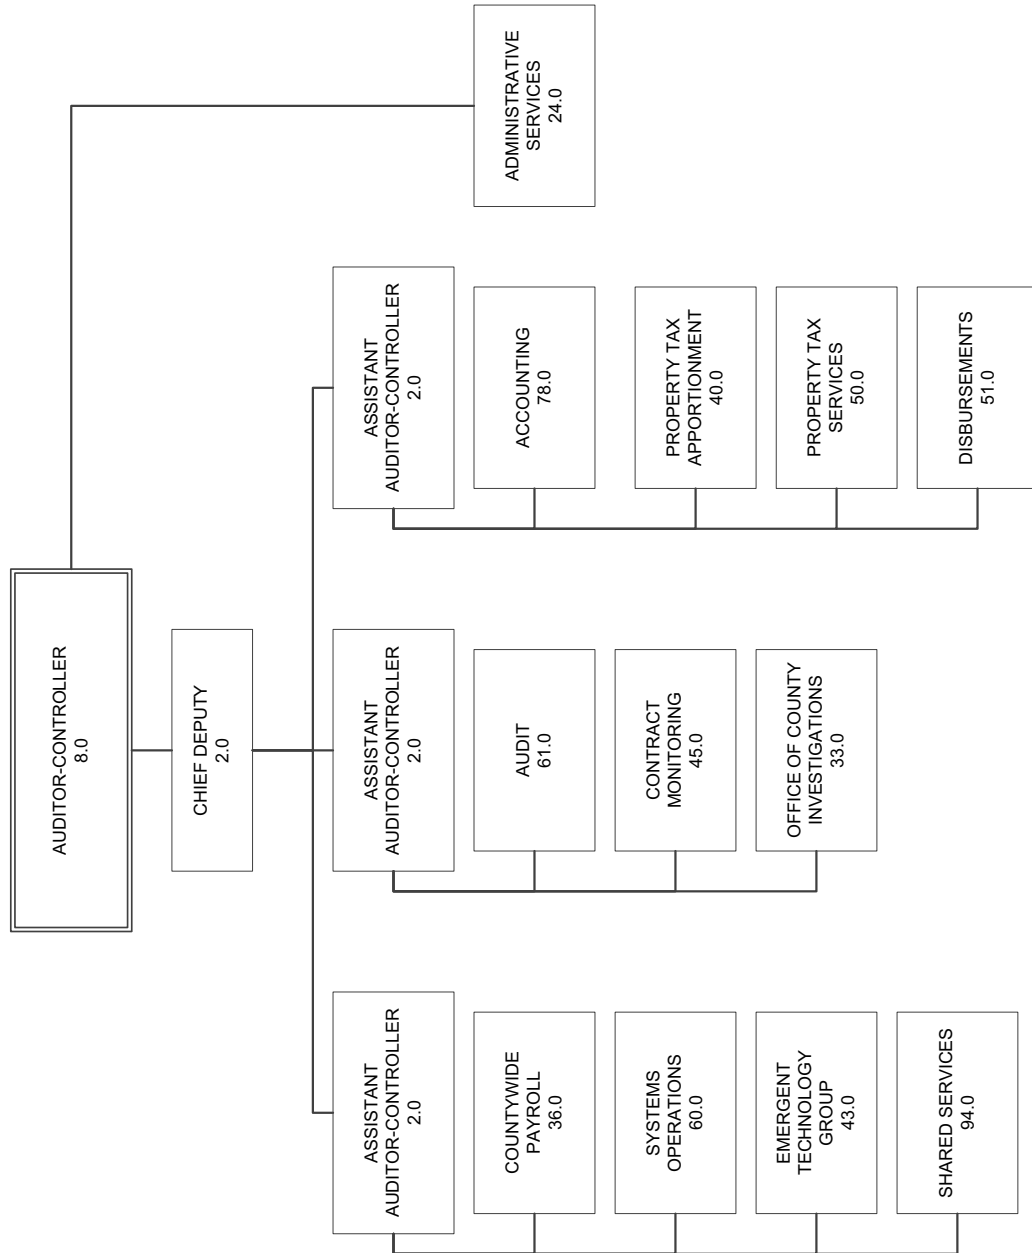 AUDITOR-CONTROLLER
8.0
CHIEF DEPUTY
2.0
ASSISTANT
AUDITOR-CONTROLLER
2.0
COUNTYWIDE
PAYROLL
36.0
SYSTEMS
OPERATIONS
60.0
EMERGENT
TECHNOLOGY
GROUP
43.0
SHARED SERVICES
94.0
ASSISTANT
AUDITOR-CONTROLLER
2.0
AUDIT
61.0
CONTRACT
MONITORING
45.0
OFFICE OF COUNTY
INVESTIGATIONS
33.0
ASSISTANT
AUDITOR-CONTROLLER
2.0
ACCOUNTING
78.0
PROPERTY TAX
APPORTIONMENT
40.0
PROPERTY TAX
SERVICES
50.0
DISBURSEMENTS
51.0
ADMINISTRATIVE
SERVICES
24.0